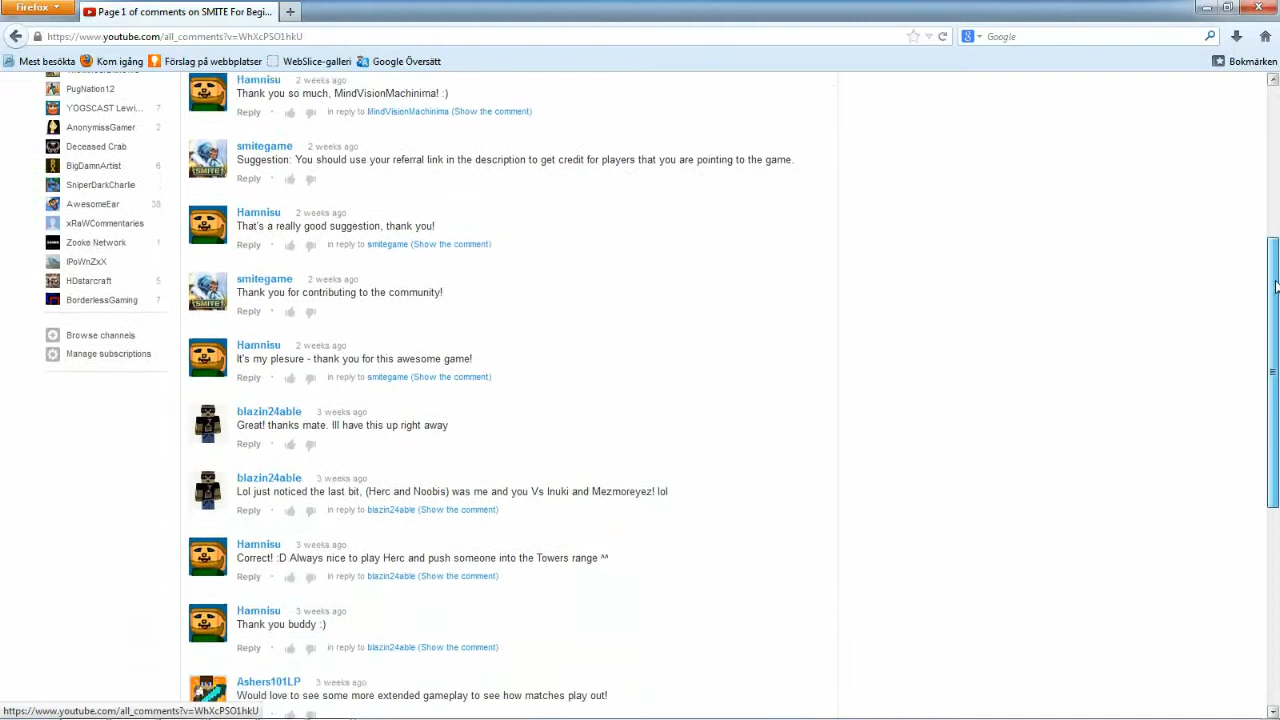 Firefox
Page 1 of comments on SMITE For Begi...
https://www.youtube.com/all_comments?v=WhXcPSO1hkU
Google
Mest besökta
Kom igång
Förslag på webbplatser
WebSlice-galleri
Google Översätt
Bokmärken
PugNation12
YOGSCAST Lewi... 7
AnonymissGamer 2
Deceased Crab
BigDamnArtist 6
SniperDarkCharlie
AwesomeEar 38
xRaWCommentaries
Zooke Network 1
IPoWnZxX
HDstarcraft 5
BorderlessGaming 7
Browse channels
Manage subscriptions
Hamnisu 2 weeks ago
Thank you so much, MindVisionMachinima! :)
Reply · in reply to MindVisionMachinima (Show the comment)
smitegame 2 weeks ago
Suggestion: You should use your referral link in the description to get credit for players that you are pointing to the game.
Reply ·
Hamnisu 2 weeks ago
That's a really good suggestion, thank you!
Reply · in reply to smitegame (Show the comment)
smitegame 2 weeks ago
Thank you for contributing to the community!
Reply ·
Hamnisu 2 weeks ago
It's my plesure - thank you for this awesome game!
Reply · in reply to smitegame (Show the comment)
blazin24able 3 weeks ago
Great! thanks mate. Ill have this up right away
Reply ·
blazin24able 3 weeks ago
Lol just noticed the last bit, (Herc and Noobis) was me and you Vs Inuki and Mezmoreyez! lol
Reply · in reply to blazin24able (Show the comment)
Hamnisu 3 weeks ago
Correct! :D Always nice to play Herc and push someone into the Towers range ^^
Reply · in reply to blazin24able (Show the comment)
Hamnisu 3 weeks ago
Thank you buddy :)
Reply · in reply to blazin24able (Show the comment)
Ashers101LP 3 weeks ago
Would love to see some more extended gameplay to see how matches play out!
https://www.youtube.com/all_comments?v=WhXcPSO1hkU